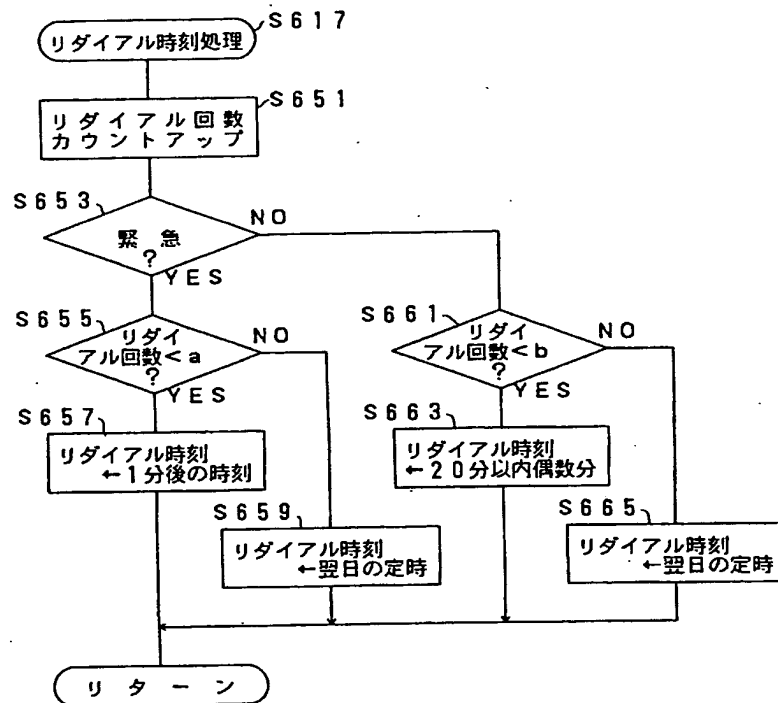 S617
リダイアル時刻処理
S651
リダイアル回数
カウントアップ
S653
緊急
?
NO
YES
S655
リダイ
アル回数<a
?
NO
YES
S661
リダイ
アル回数<b
?
NO
YES
S657
リダイアル時刻
←1分後の時刻
S663
リダイアル時刻
←20分以内偶数分
S659
リダイアル時刻
←翌日の定時
S665
リダイアル時刻
←翌日の定時
リターン